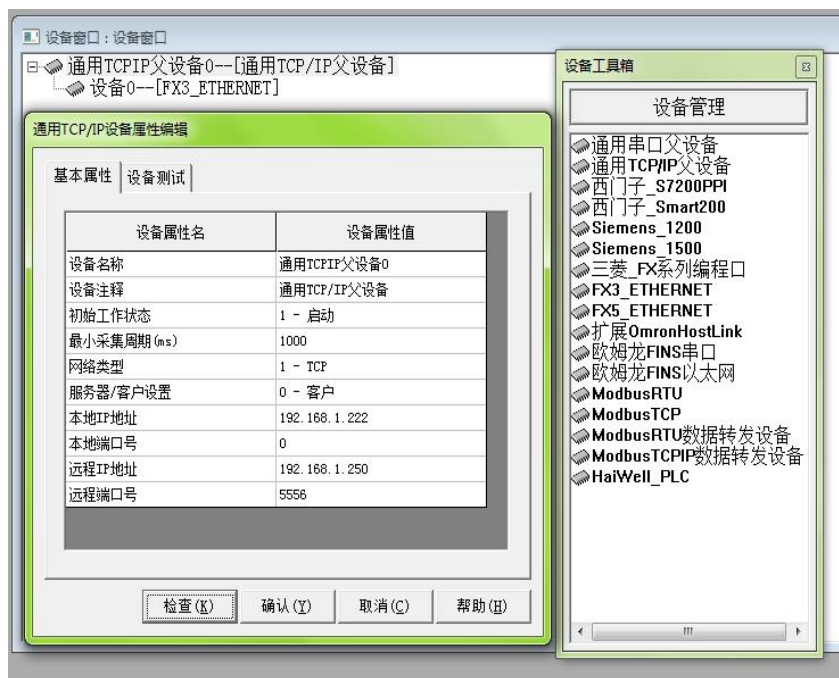 设备窗口:设备窗口
通用TCPIP父设备0--[通用TCP/IP父设备]
设备0--[FX3_ETHERNET]
通用TCP/IP设备属性编辑
基本属性 设备测试
设备属性名 设备属性值
设备名称 通用TCPIP父设备0
设备注释 通用TCP/IP父设备
初始工作状态 1 - 启动
最小采集周期(ms) 1000
网络类型 1 - TCP
服务器/客户设置 0 - 客户
本地IP地址 192.168.1.222
本地端口号 0
远程IP地址 192.168.1.250
远程端口号 5556
检查(K) 确认(Y) 取消(C) 帮助(H)
设备工具箱
设备管理
通用串口父设备
通用TCP/IP父设备
西门子_S7200PPI
西门子_Smart200
Siemens_1200
Siemens_1500
三菱_FX系列编程口
FX3_ETHERNET
FX5_ETHERNET
扩展OmronHostLink
欧姆龙FINS串口
欧姆龙FINS以太网
ModbusRTU
ModbusTCP
ModbusRTU数据转发设备
ModbusTCPIP数据转发设备
HaiWell_PLC